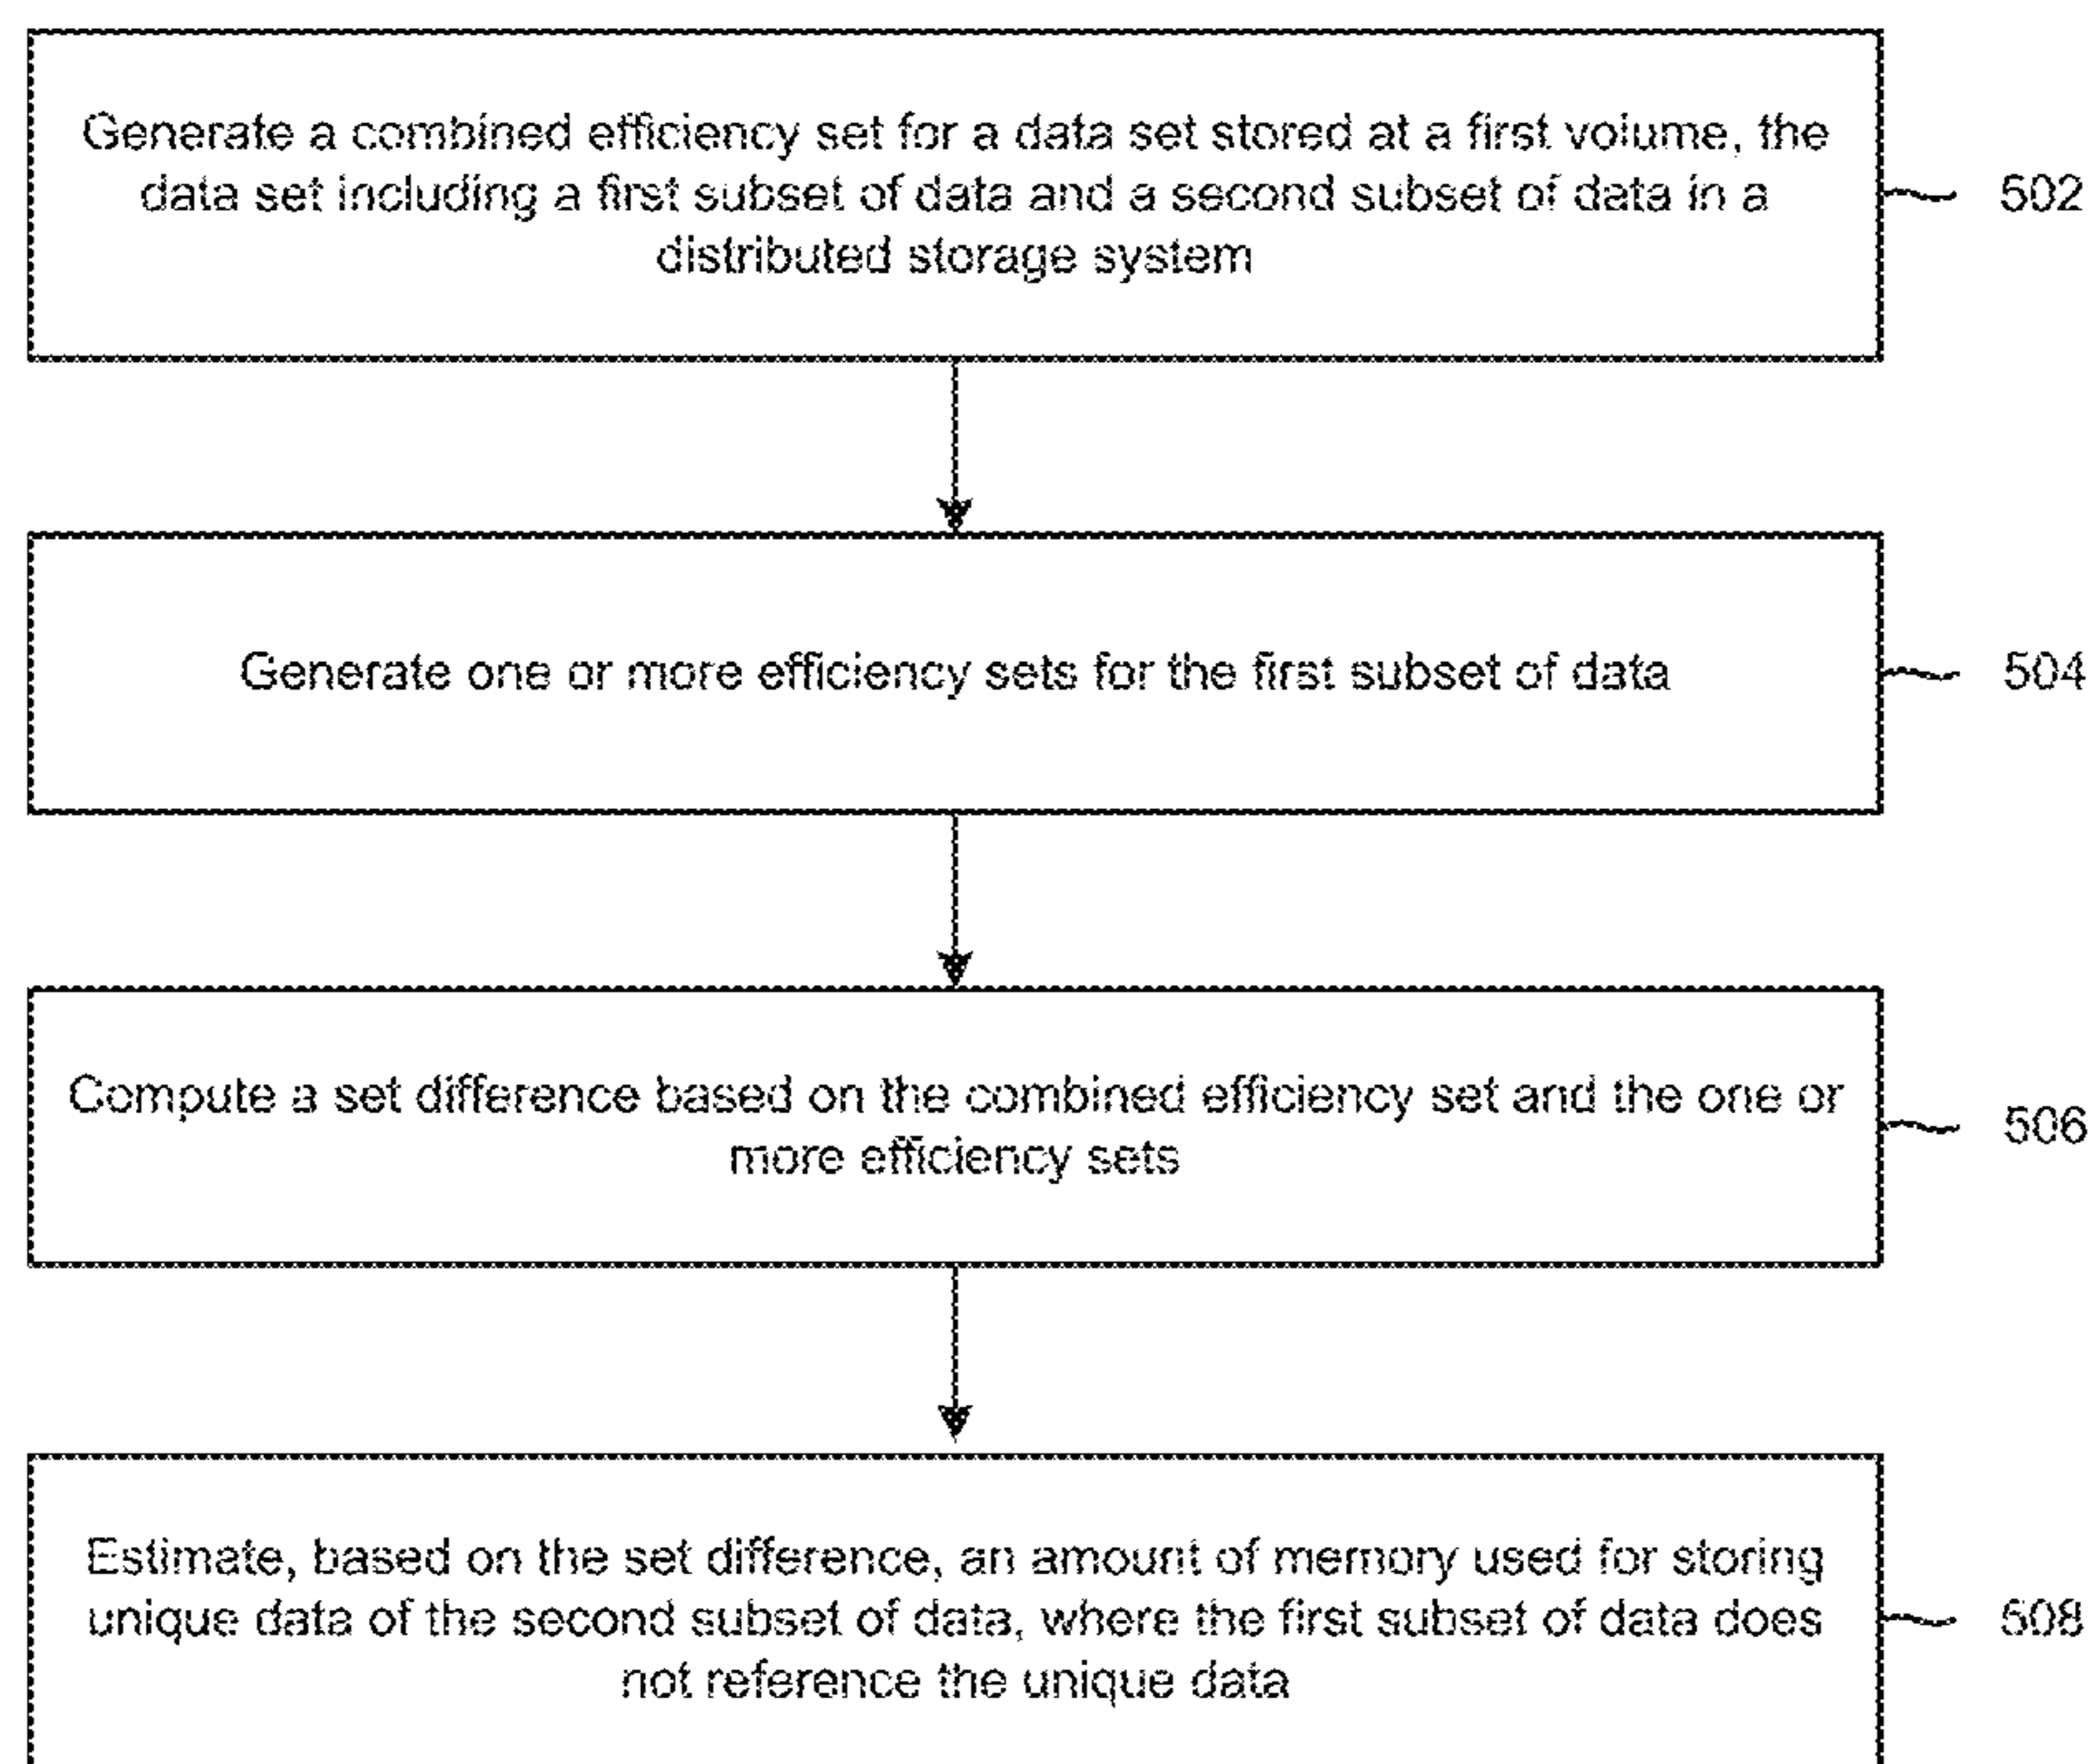 Generate a combined efficiency set for a data set stored at a first volume, the
data set including a first subset of data and a second subset of data in a
distributed storage system
502
Generate one or more efficiency sets for the first subset of data
504
Compute a set difference based on the combined efficiency set and the one or
more efficiency sets
506
Estimate, based on the set difference, an amount of memory used for storing
unique data of the second subset of data, where the first subset of data does
not reference the unique data
508